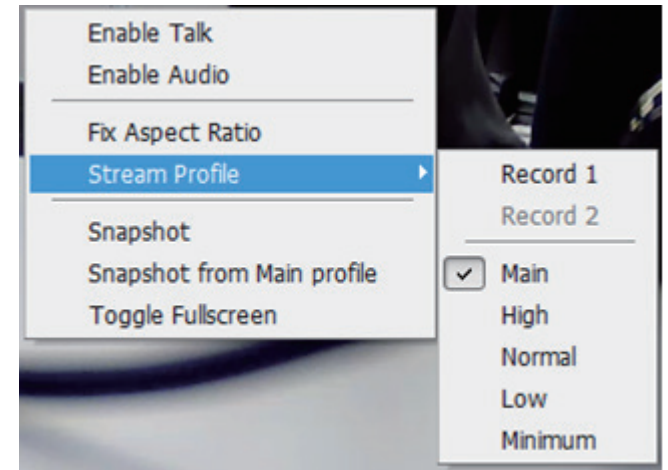 Enable Talk
Enable Audio
Fix Aspect Ratio
Stream Profile
Snapshot
Snapshot from Main profile
Toggle Fullscreen
Record 1
Record 2
Main
High
Normal
Low
Minimum